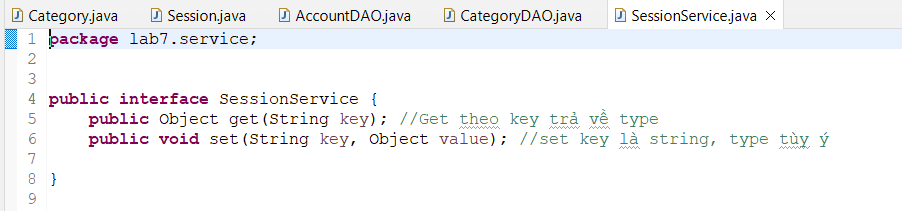 Category.java Session.java AccountDAO.java CategoryDAO.java SessionService.java
1 package lab7.service;
2
3
4 public interface SessionService {
5 public Object get(String key); //Get theo key trả về type
6 public void set(String key, Object value); //set key là string, type tùy ý
7
8 }
9